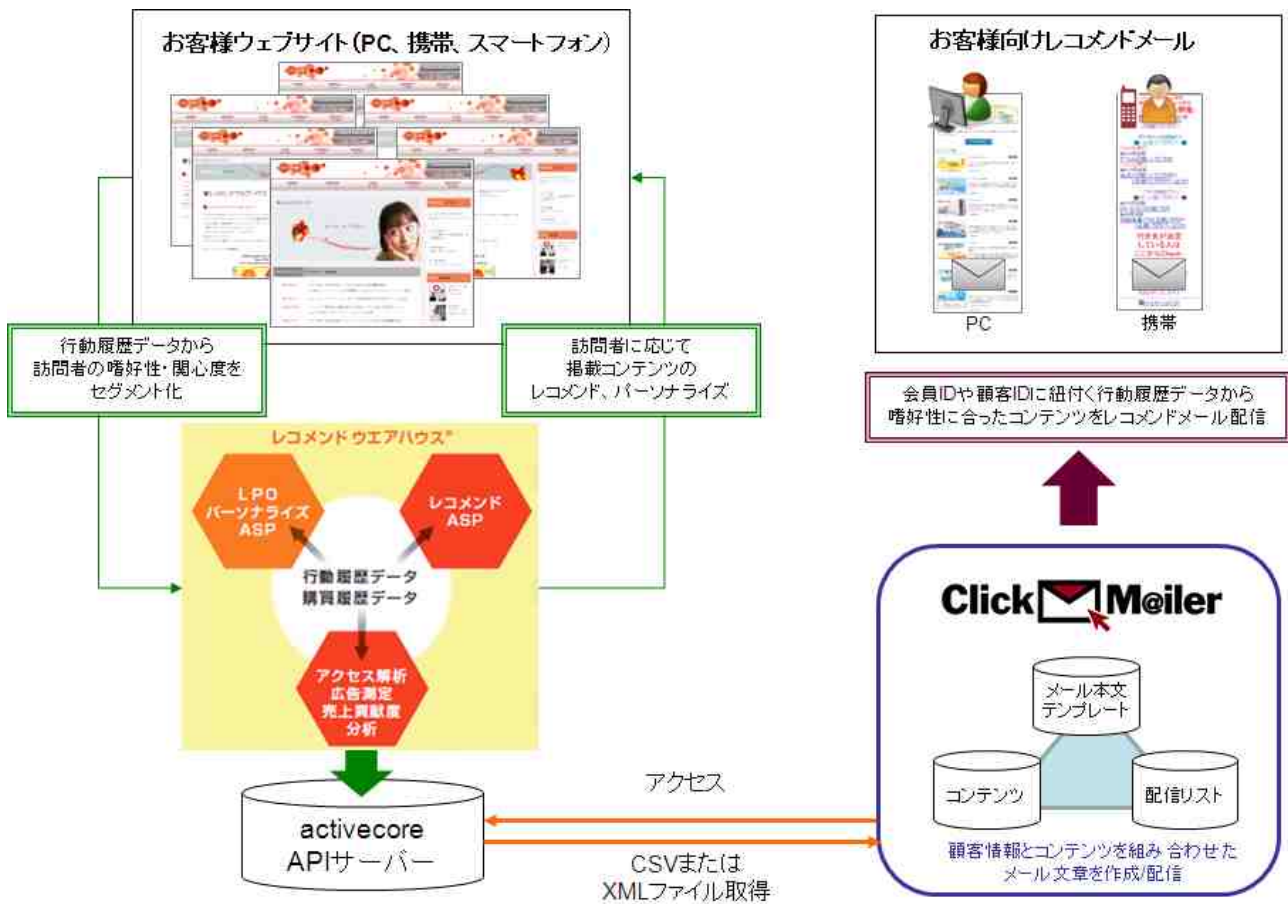 お客様ウェブサイト(PC、携帯、スマートフォン)
行動履歴データから
訪問者の嗜好性・関心度を
セグメント化
訪問者に応じて
掲載コンテンツの
レコメンド、パーソナライズ
レコメンド ウエアハウス®
LPO
パーソナライズ
ASP
レコメンド
ASP
行動履歴データ
購買履歴データ
アクセス解析
広告測定
売上貢献度
分析
activecore
APIサーバー
アクセス
CSVまたは
XMLファイル取得
お客様向けレコメンドメール
PC
携帯
会員IDや顧客IDに紐付く行動履歴データから
嗜好性に合ったコンテンツをレコメンドメール配信
Click M@iler
メール本文
テンプレート
コンテンツ
配信リスト
顧客情報とコンテンツを組み合わせた
メール文章を作成/配信